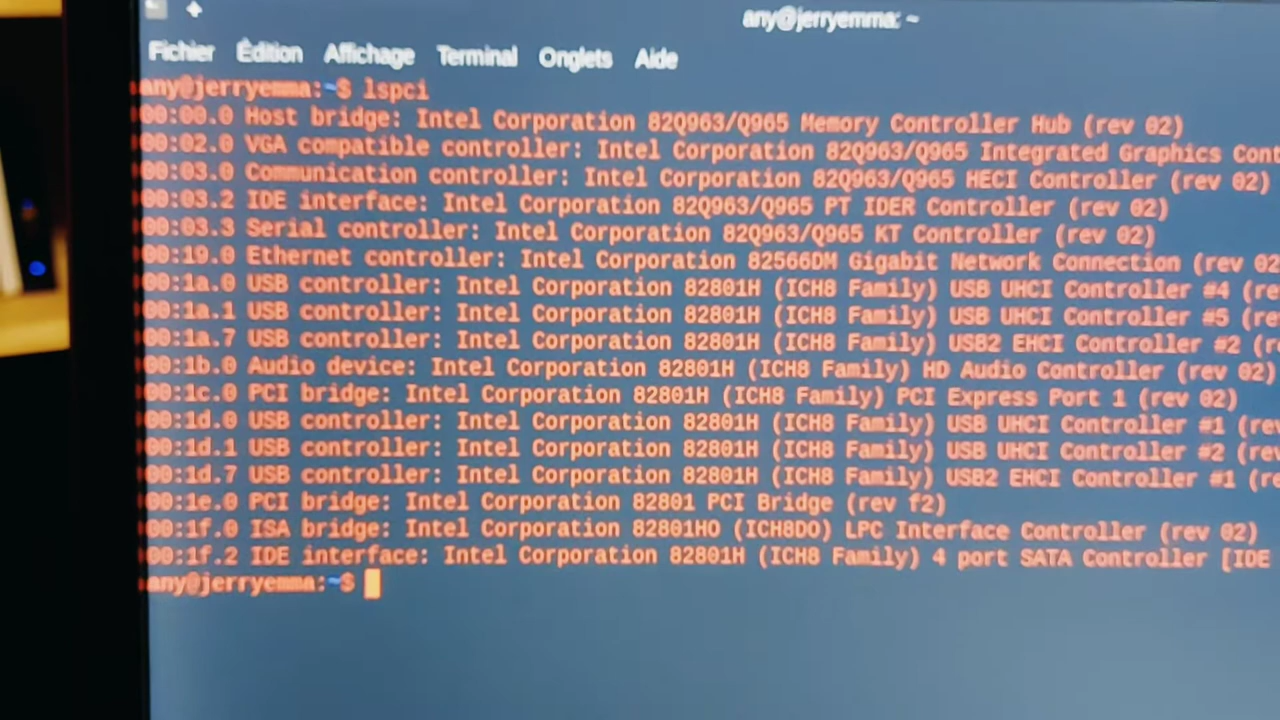 any@jerryemma: ~
Fichier Édition Affichage Terminal Onglets Aide
any@jerryemma:~$ lspci
00:00.0 Host bridge: Intel Corporation 82Q963/Q965 Memory Controller Hub (rev 02)
00:02.0 VGA compatible controller: Intel Corporation 82Q963/Q965 Integrated Graphics Cont
00:03.0 Communication controller: Intel Corporation 82Q963/Q965 HECI Controller (rev 02)
00:03.2 IDE interface: Intel Corporation 82Q963/Q965 PT IDER Controller (rev 02)
00:03.3 Serial controller: Intel Corporation 82Q963/Q965 KT Controller (rev 02)
00:19.0 Ethernet controller: Intel Corporation 82566DM Gigabit Network Connection (rev 02
00:1a.0 USB controller: Intel Corporation 82801H (ICH8 Family) USB UHCI Controller #4 (re
00:1a.1 USB controller: Intel Corporation 82801H (ICH8 Family) USB UHCI Controller #5 (re
00:1a.7 USB controller: Intel Corporation 82801H (ICH8 Family) USB2 EHCI Controller #2 (re
00:1b.0 Audio device: Intel Corporation 82801H (ICH8 Family) HD Audio Controller (rev 02)
00:1c.0 PCI bridge: Intel Corporation 82801H (ICH8 Family) PCI Express Port 1 (rev 02)
00:1d.0 USB controller: Intel Corporation 82801H (ICH8 Family) USB UHCI Controller #1 (rev
00:1d.1 USB controller: Intel Corporation 82801H (ICH8 Family) USB UHCI Controller #2 (rev
00:1d.7 USB controller: Intel Corporation 82801H (ICH8 Family) USB2 EHCI Controller #1 (re
00:1e.0 PCI bridge: Intel Corporation 82801 PCI Bridge (rev f2)
00:1f.0 ISA bridge: Intel Corporation 82801HO (ICH8DO) LPC Interface Controller (rev 02)
00:1f.2 IDE interface: Intel Corporation 82801H (ICH8 Family) 4 port SATA Controller [IDE
any@jerryemma:~$